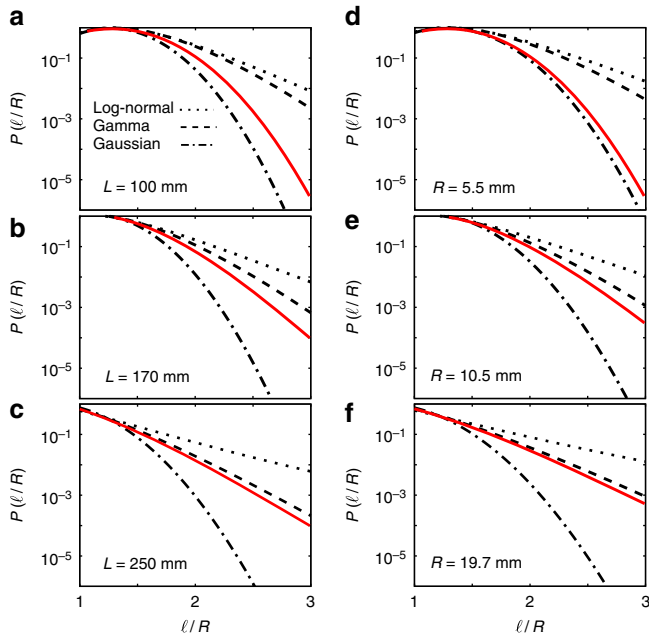 a
P (ℓ/R)
10⁻¹
10⁻³
10⁻⁵
Log-normal
Gamma
Gaussian
L = 100 mm
d
P (ℓ/R)
10⁻¹
10⁻³
10⁻⁵
R = 5.5 mm
b
P (ℓ/R)
10⁻¹
10⁻³
10⁻⁵
L = 170 mm
e
P (ℓ/R)
10⁻¹
10⁻³
10⁻⁵
R = 10.5 mm
c
P (ℓ/R)
10⁻¹
10⁻³
10⁻⁵
L = 250 mm
1 2 3
ℓ/R
f
P (ℓ/R)
10⁻¹
10⁻³
10⁻⁵
R = 19.7 mm
1 2 3
ℓ/R